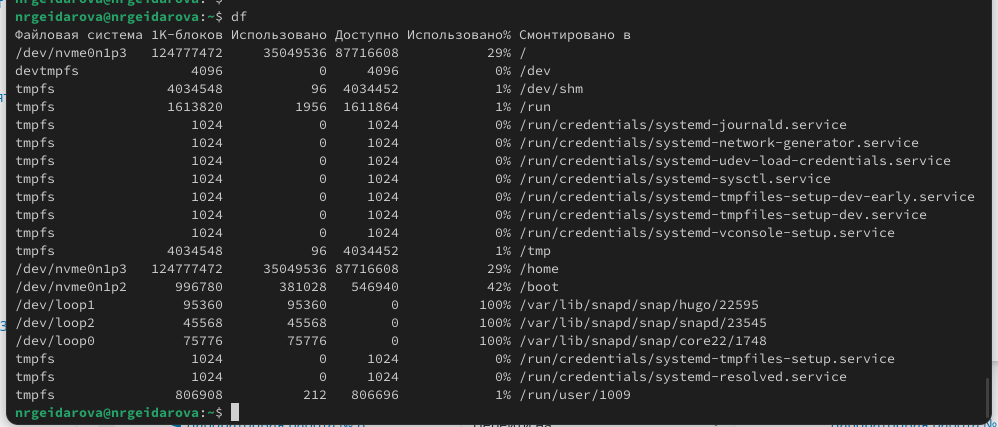 nrgeidarova@nrgeidarova:~$ df
Файловая система 1K-блоков Использовано Доступно Использовано% Смонтировано в
/dev/nvme0n1p3 124777472 35049536 87716608 29% /
devtmpfs 4096 0 4096 0% /dev
tmpfs 4034548 96 4034452 1% /dev/shm
tmpfs 1613820 1956 1611864 1% /run
tmpfs 1024 0 1024 0% /run/credentials/systemd-journald.service
tmpfs 1024 0 1024 0% /run/credentials/systemd-network-generator.service
tmpfs 1024 0 1024 0% /run/credentials/systemd-udev-load-credentials.service
tmpfs 1024 0 1024 0% /run/credentials/systemd-sysctl.service
tmpfs 1024 0 1024 0% /run/credentials/systemd-tmpfiles-setup-dev-early.service
tmpfs 1024 0 1024 0% /run/credentials/systemd-tmpfiles-setup-dev.service
tmpfs 1024 0 1024 0% /run/credentials/systemd-vconsole-setup.service
tmpfs 4034548 96 4034452 1% /tmp
/dev/nvme0n1p3 124777472 35049536 87716608 29% /home
/dev/nvme0n1p2 996780 381028 546940 42% /boot
/dev/loop1 95360 95360 0 100% /var/lib/snapd/snap/hugo/22595
/dev/loop2 45568 45568 0 100% /var/lib/snapd/snap/snapd/23545
/dev/loop0 75776 75776 0 100% /var/lib/snapd/snap/core22/1748
tmpfs 1024 0 1024 0% /run/credentials/systemd-tmpfiles-setup.service
tmpfs 1024 0 1024 0% /run/credentials/systemd-resolved.service
tmpfs 806908 212 806696 1% /run/user/1009
nrgeidarova@nrgeidarova:~$